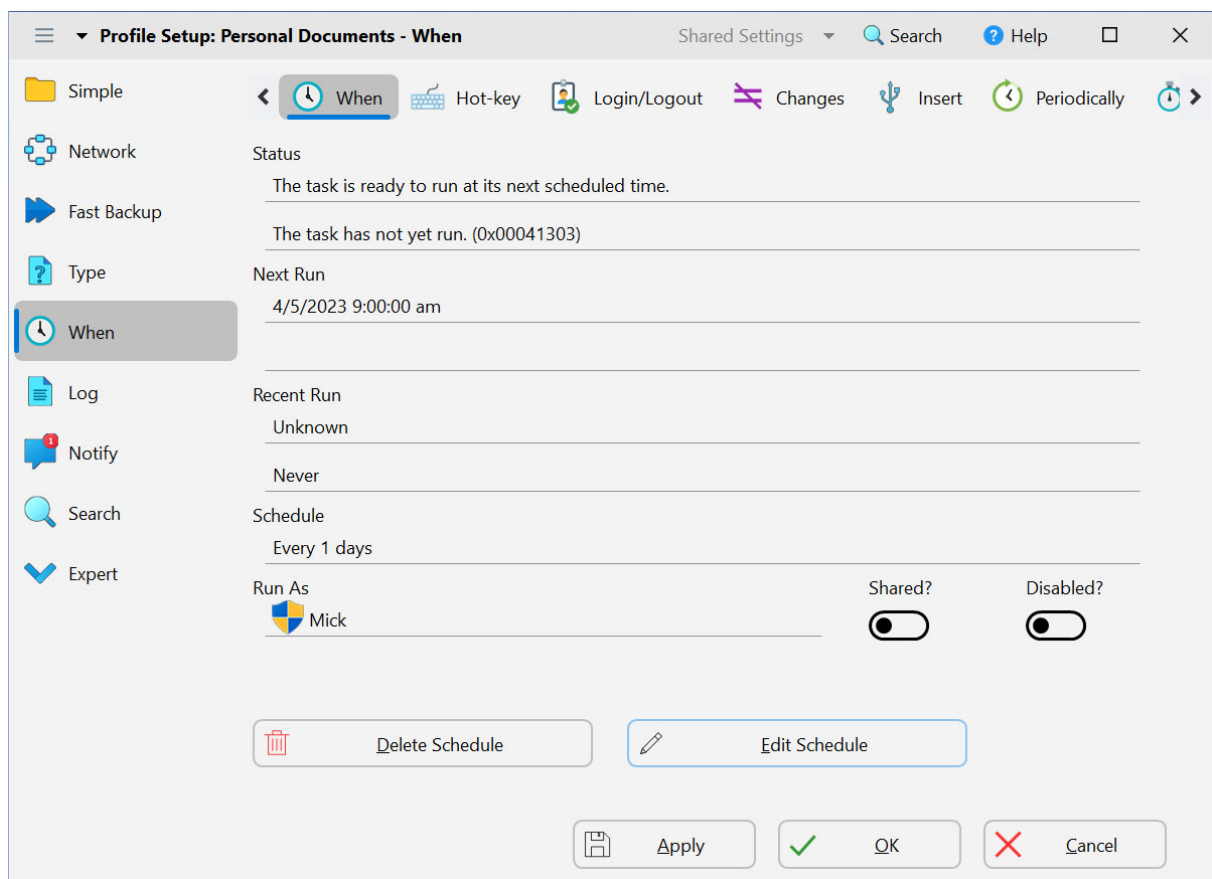 Profile Setup: Personal Documents - When
Shared Settings
Search
Help
Simple
Network
Fast Backup
Type
When
Log
Notify
1
Search
Expert
When
Hot-key
Login/Logout
Changes
Insert
Periodically
Status
The task is ready to run at its next scheduled time.
The task has not yet run. (0x00041303)
Next Run
4/5/2023 9:00:00 am
Recent Run
Unknown
Never
Schedule
Every 1 days
Run As
Shared?
Disabled?
Mick
Delete Schedule
Edit Schedule
Apply
OK
Cancel